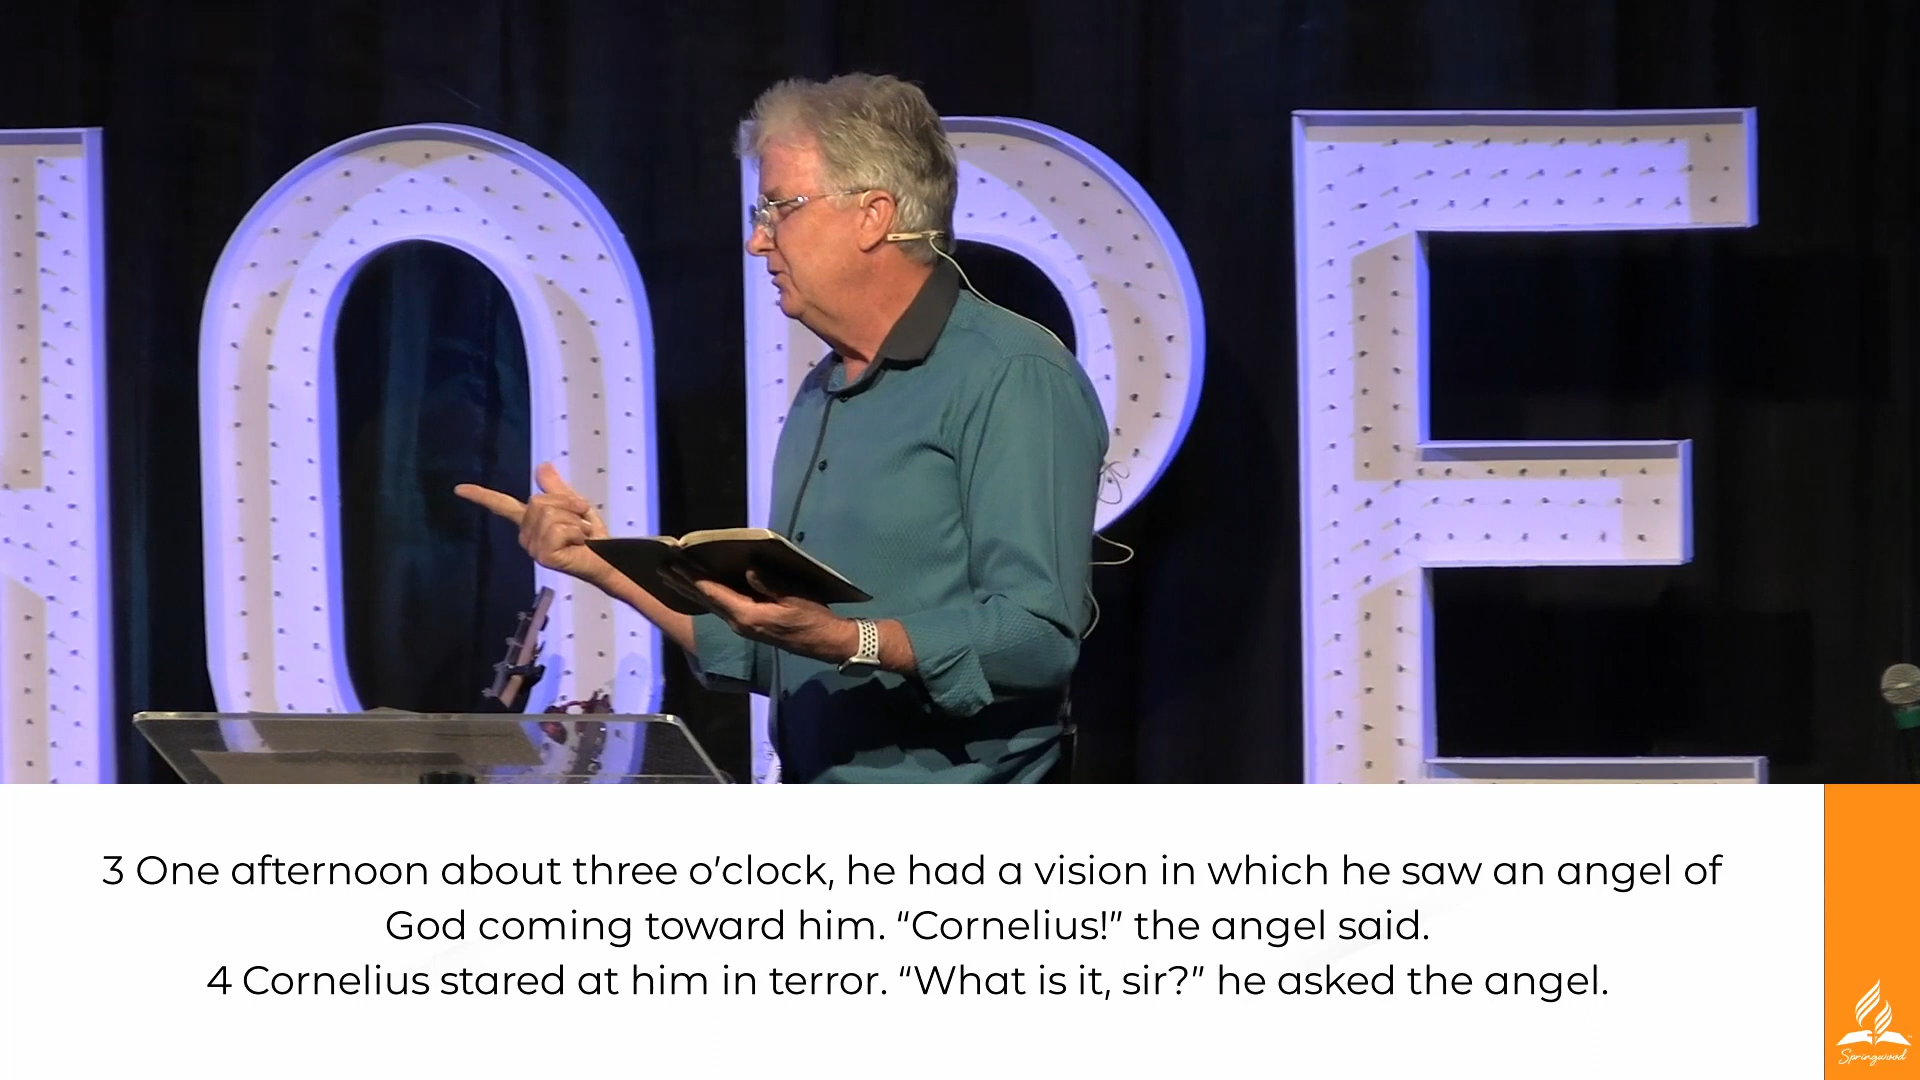 HOPE
3 One afternoon about three o’clock, he had a vision in which he saw an angel of
God coming toward him. “Cornelius!” the angel said.
4 Cornelius stared at him in terror. “What is it, sir?” he asked the angel.
Springwood